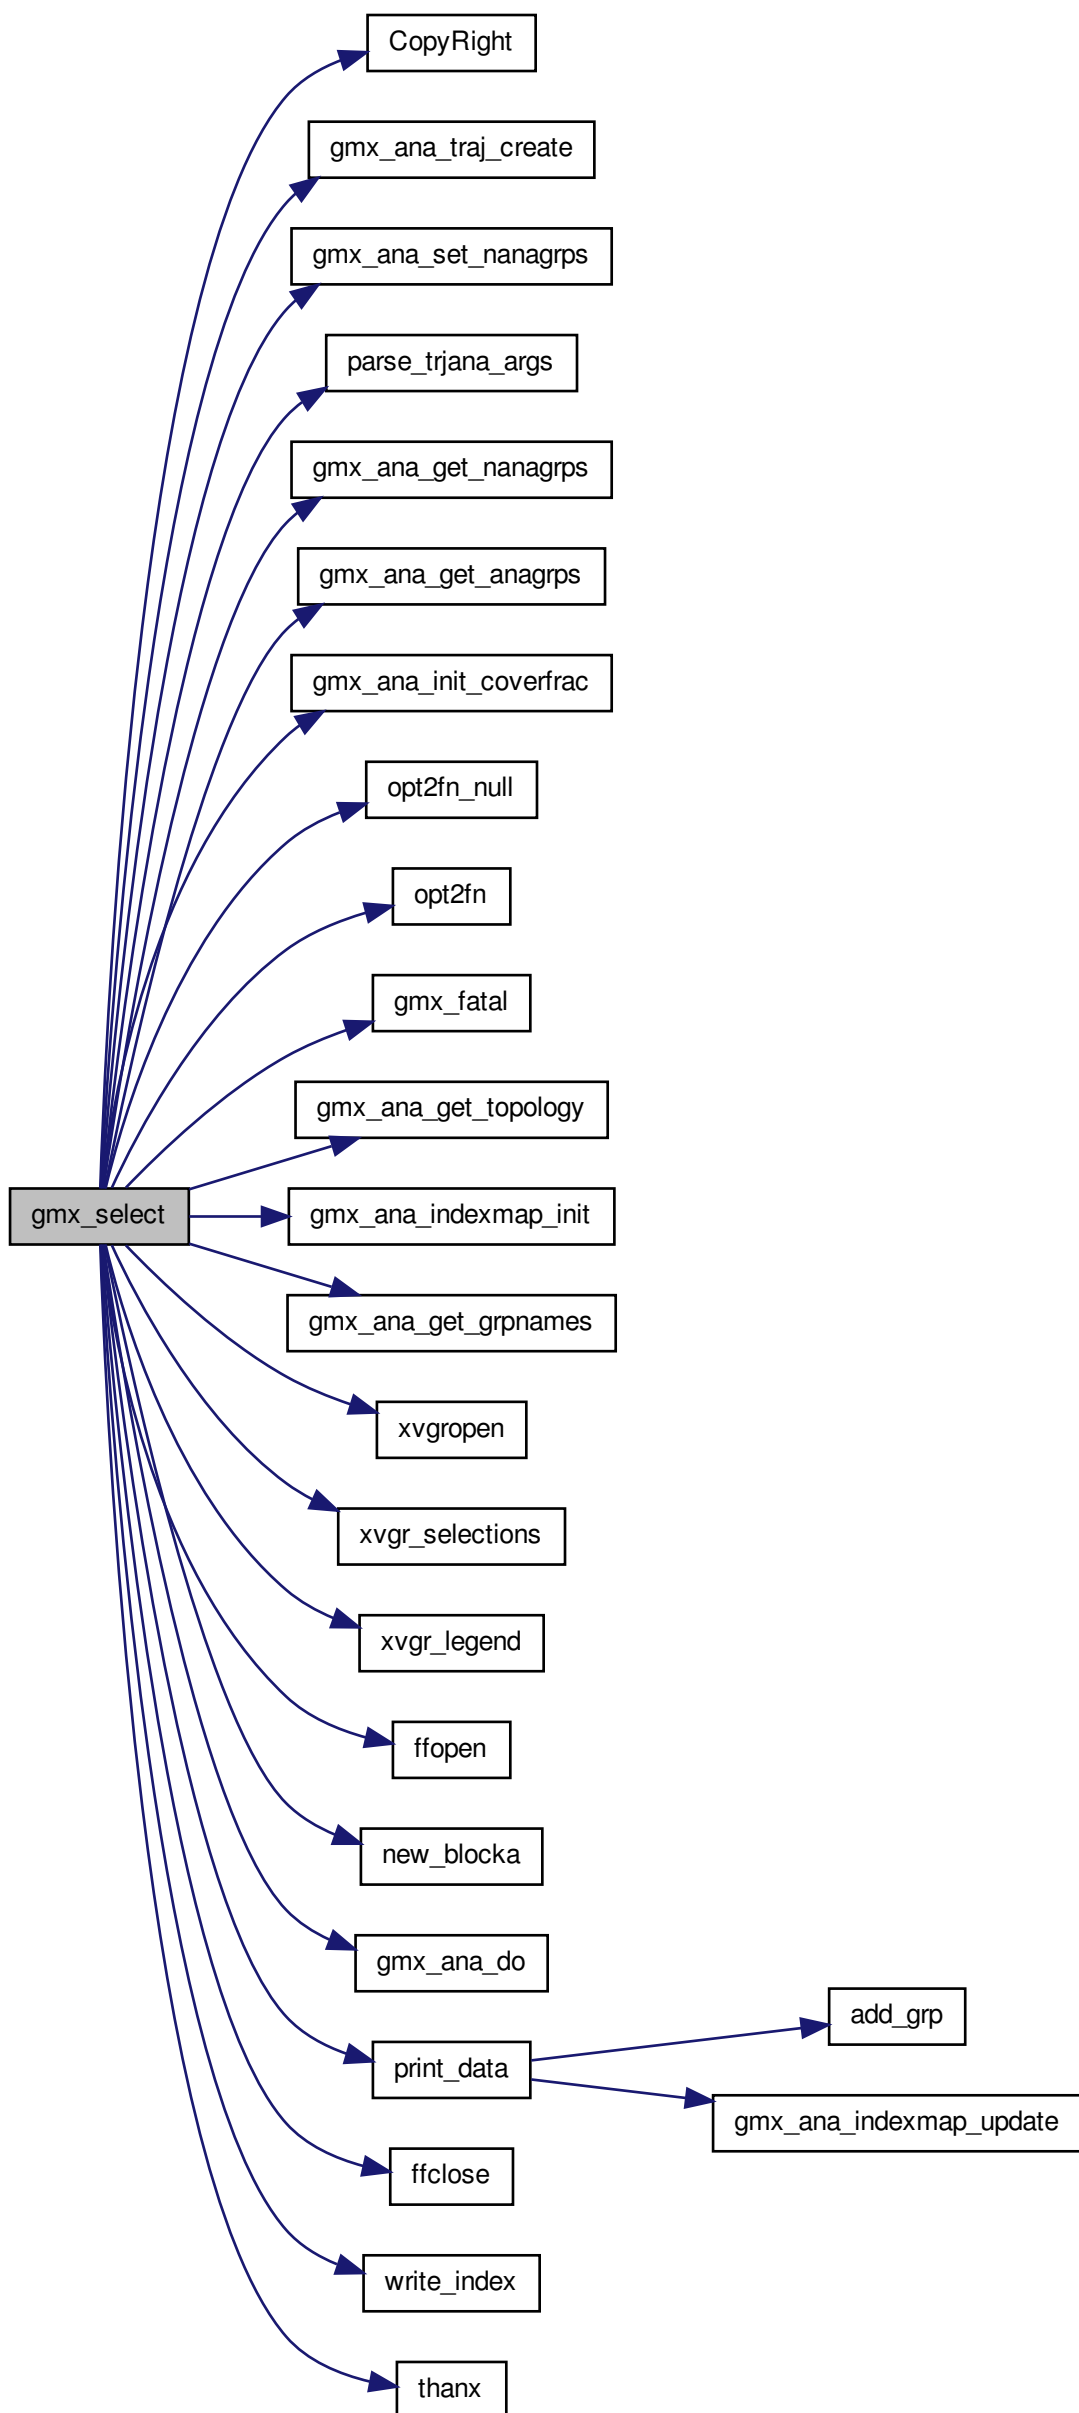 CopyRight
gmx_ana_traj_create
gmx_ana_set_nanagrps
parse_trjana_args
gmx_ana_get_nanagrps
gmx_ana_get_anagrps
gmx_ana_init_coverfrac
opt2fn_null
opt2fn
gmx_fatal
gmx_ana_get_topology
gmx_select
gmx_ana_indexmap_init
gmx_ana_get_grpnames
xvgropen
xvgr_selections
xvgr_legend
ffopen
new_blocka
gmx_ana_do
add_grp
print_data
gmx_ana_indexmap_update
ffclose
write_index
thanx